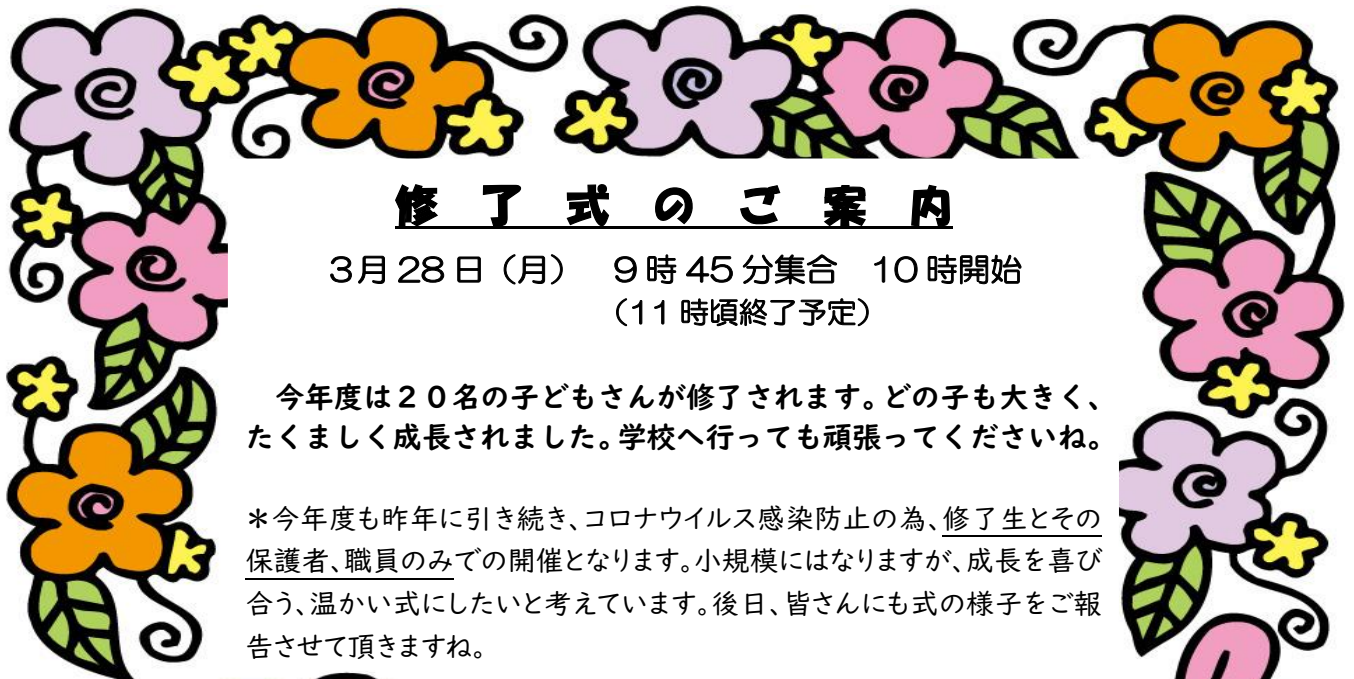 修了式のご案内
3月28日（月）　9時45分集合　10時開始
（11時頃終了予定）
今年度は２０名の子どもさんが修了されます。どの子も大きく、
たくましく成長されました。学校へ行っても頑張ってくださいね。
＊今年度も昨年に引き続き、コロナウイルス感染防止の為、修了生とその
保護者、職員のみでの開催となります。小規模にはなりますが、成長を喜び
合う、温かい式にしたいと考えています。後日、皆さんにも式の様子をご報
告させて頂きますね。